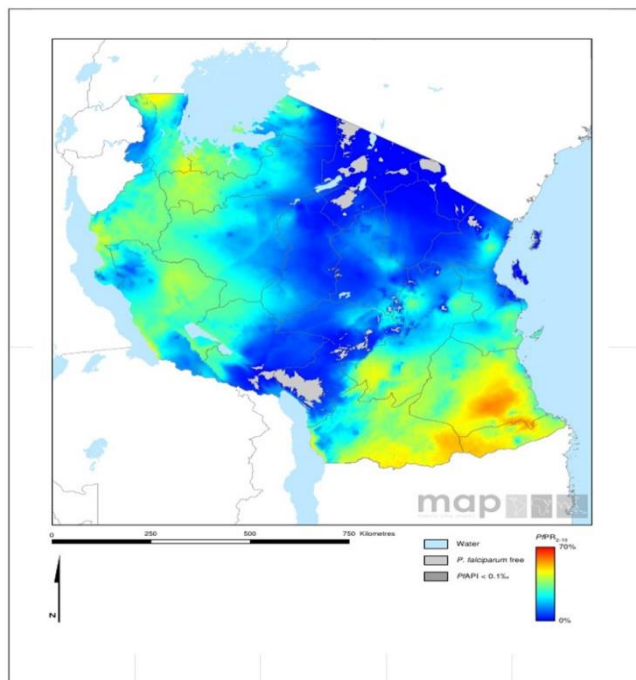 map
0 250 500 750 Kilometres
Water
P. falciparum free
PfAPI < 0.1‰
PfPR2-10
70%
0%
N